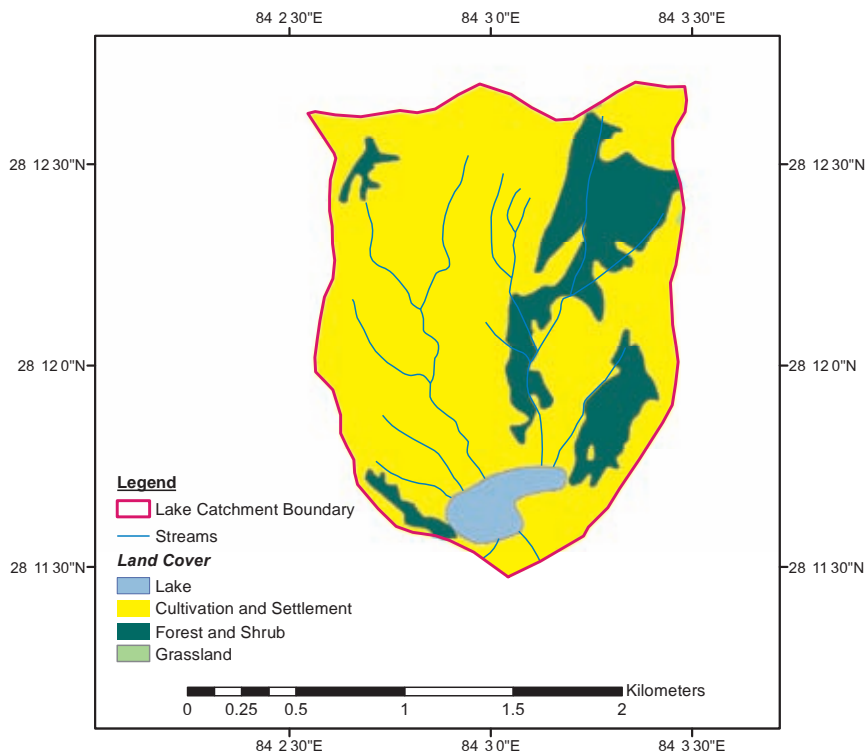 84 2 30"E 84 3 0"E 84 3 30"E
28 12 30"N 28 12 30"N
28 12 0"N 28 12 0"N
Legend
Lake Catchment Boundary
Streams
Land Cover
28 11 30"N 28 11 30"N
Lake
Cultivation and Settlement
Forest and Shrub
Grassland
Kilometers
0 0.25 0.5 1 1.5 2
84 2 30"E 84 3 0"E 84 3 30"E